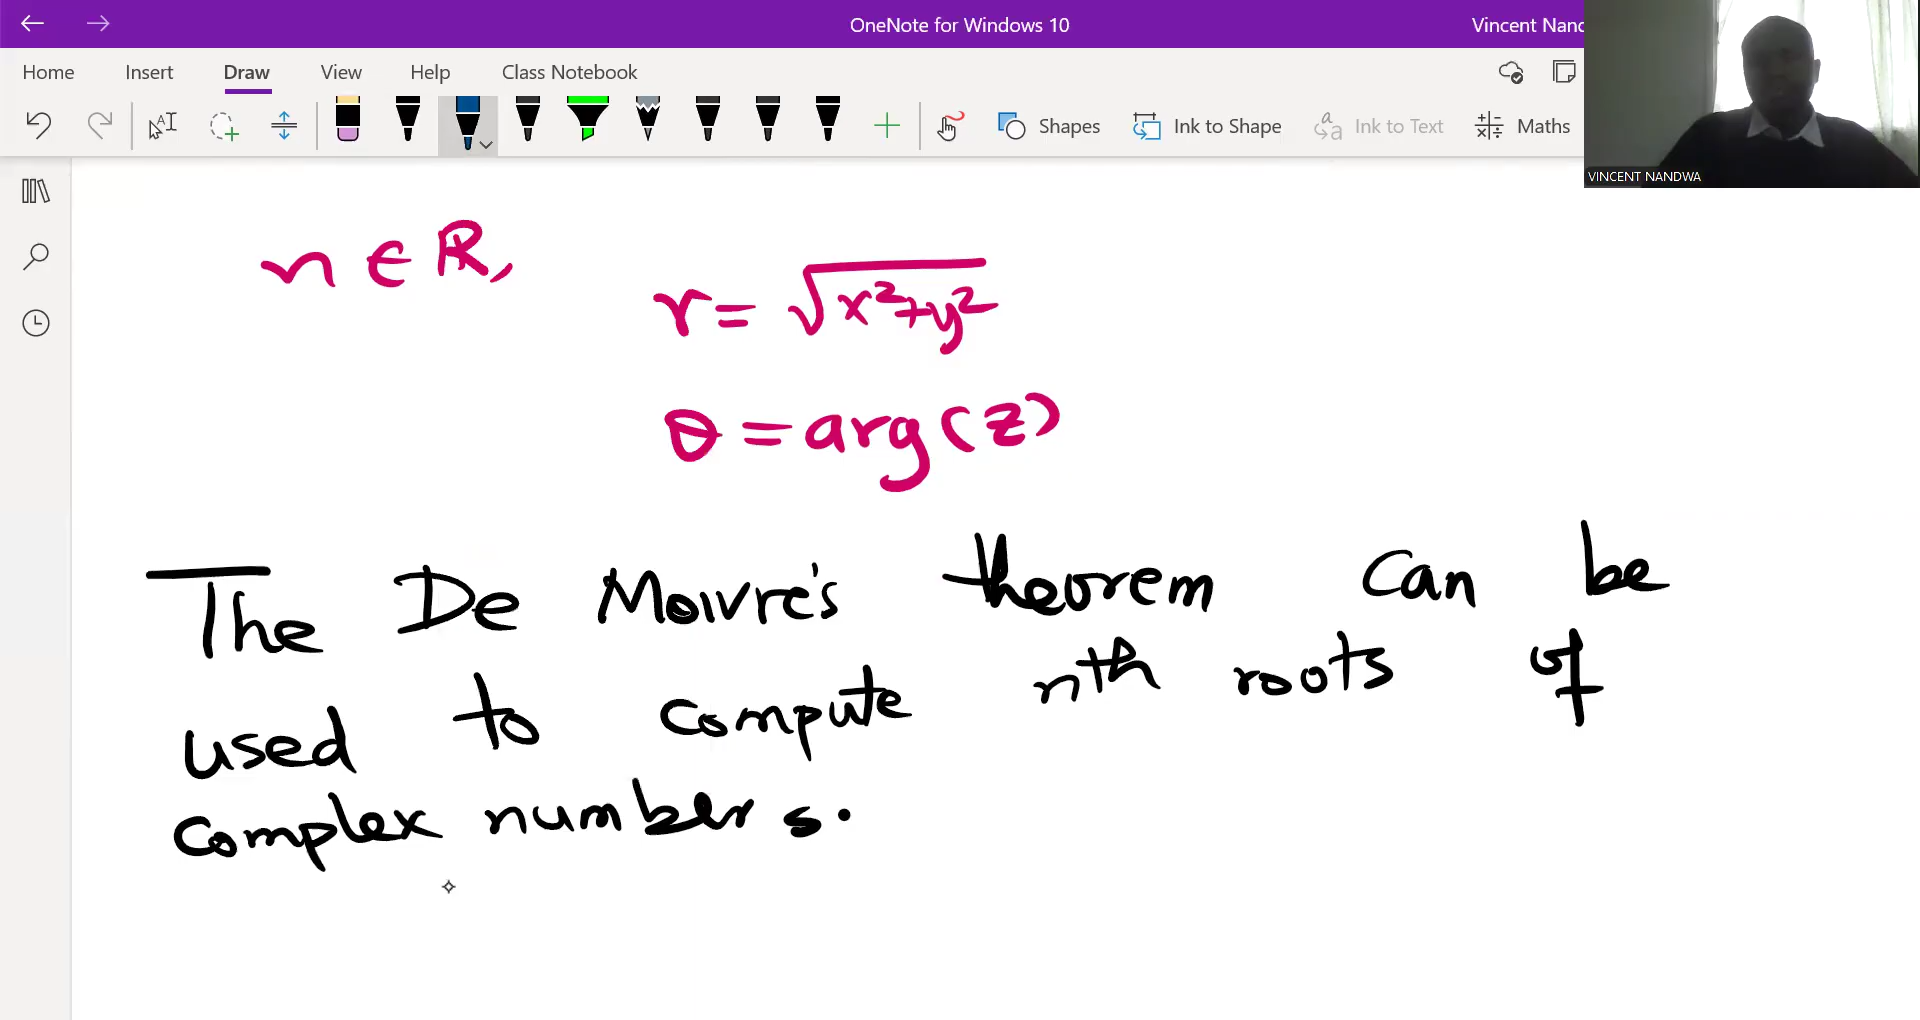 OneNote for Windows 10
Vincent Nand
Home Insert Draw View Help Class Notebook
Shapes Ink to Shape Ink to Text Maths
VINCENT NANDWA
n ∈ ℝ,
r = √x²+y²
θ = arg(z)
The De Moivre's theorem can be
used to compute nth roots of
complex numbers.